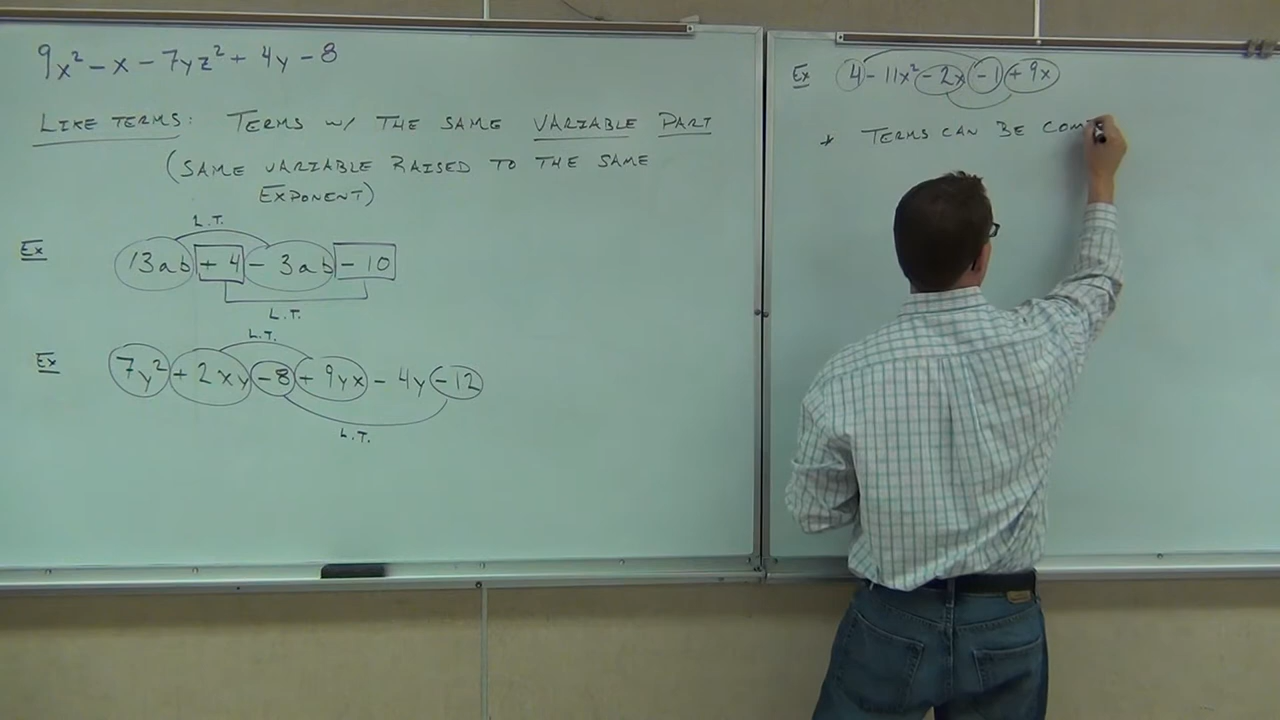 9x² - x - 7yz² + 4y - 8
LIKE TERMS: TERMS W/ THE SAME VARIABLE PART
(SAME VARIABLE RAISED TO THE SAME
EXPONENT)
L.T.
Ex 13ab + 4 - 3ab - 10
L.T.
L.T.
Ex 7y² + 2xy - 8 + 9yx - 4y - 12
L.T.
Ex 4 - 11x² - 2x - 1 + 9x
* TERMS CAN BE